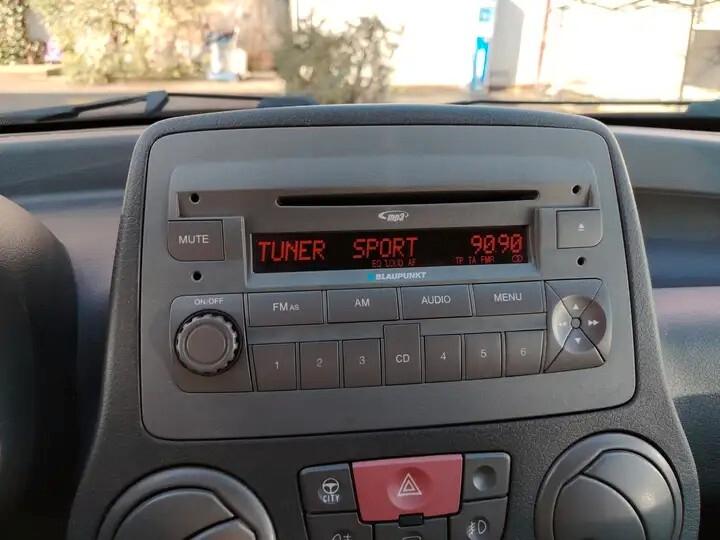 mp3
MUTE
TUNER SPORT 9090
EQ LOUD AF TP TA FMR CD
BLAUPUNKT
ON/OFF
FM AS AM AUDIO MENU
1 2 3 CD 4 5 6
CITY